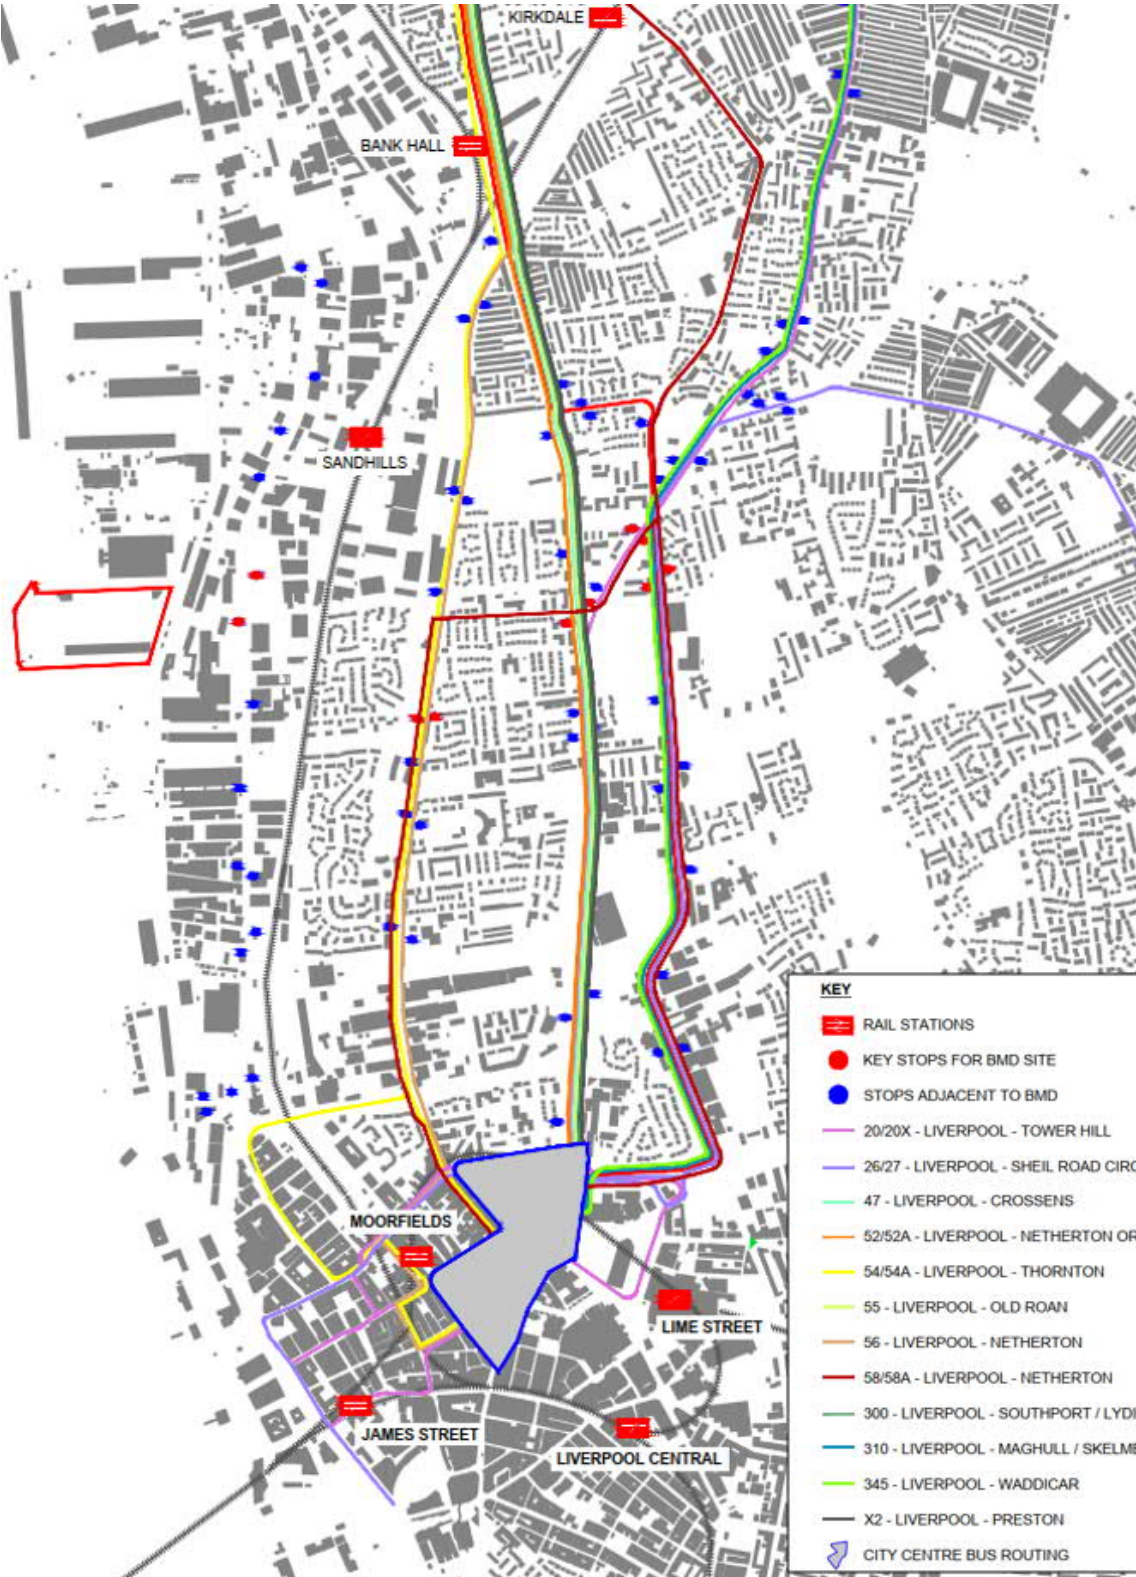 KIRKDALE
BANK HALL
SANDHILLS
MOORFIELDS
LIME STREET
JAMES STREET
LIVERPOOL CENTRAL
KEY
RAIL STATIONS
KEY STOPS FOR BMD SITE
STOPS ADJACENT TO BMD
20/20X - LIVERPOOL - TOWER HILL
26/27 - LIVERPOOL - SHEIL ROAD CIRC
47 - LIVERPOOL - CROSSENS
52/52A - LIVERPOOL - NETHERTON OR
54/54A - LIVERPOOL - THORNTON
55 - LIVERPOOL - OLD ROAN
56 - LIVERPOOL - NETHERTON
58/58A - LIVERPOOL - NETHERTON
300 - LIVERPOOL - SOUTHPORT / LYDI
310 - LIVERPOOL - MAGHULL / SKELME
345 - LIVERPOOL - WADDICAR
X2 - LIVERPOOL - PRESTON
CITY CENTRE BUS ROUTING